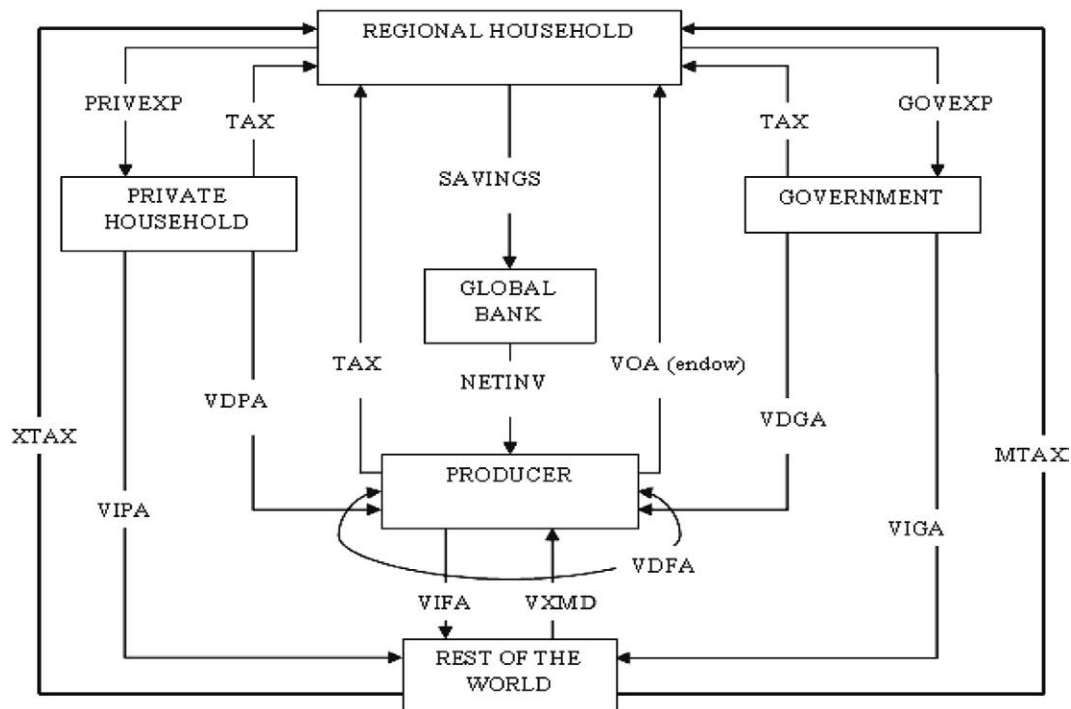 REGIONAL HOUSEHOLD
PRIVEXP
GOVEXP
TAX
TAX
PRIVATE
HOUSEHOLD
SAVINGS
GOVERNMENT
GLOBAL
BANK
TAX
NETINV
VOA (endow)
VDPA
VDGA
XTAX
MTAX
PRODUCER
VIPA
VIGA
VDFA
VIFA
VXMD
REST OF THE
WORLD